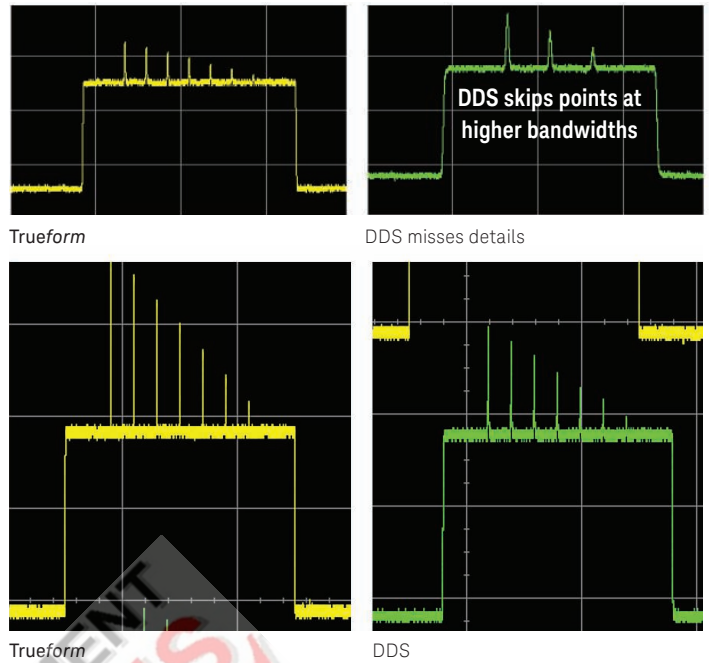 DDS skips points at
higher bandwidths
Trueform
DDS misses details
Trueform
DDS